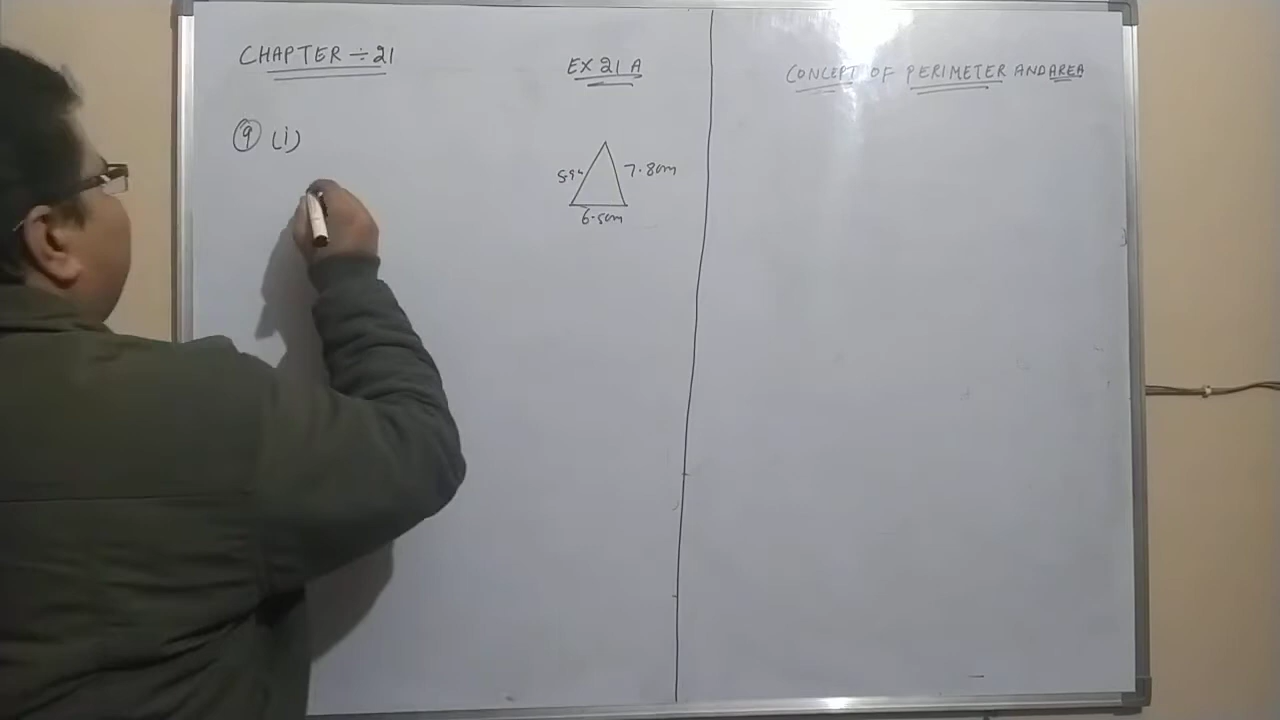 CHAPTER ÷ 21
EX 21 A
CONCEPT OF PERIMETER AND AREA
9 (i)
7.8cm
6.5cm